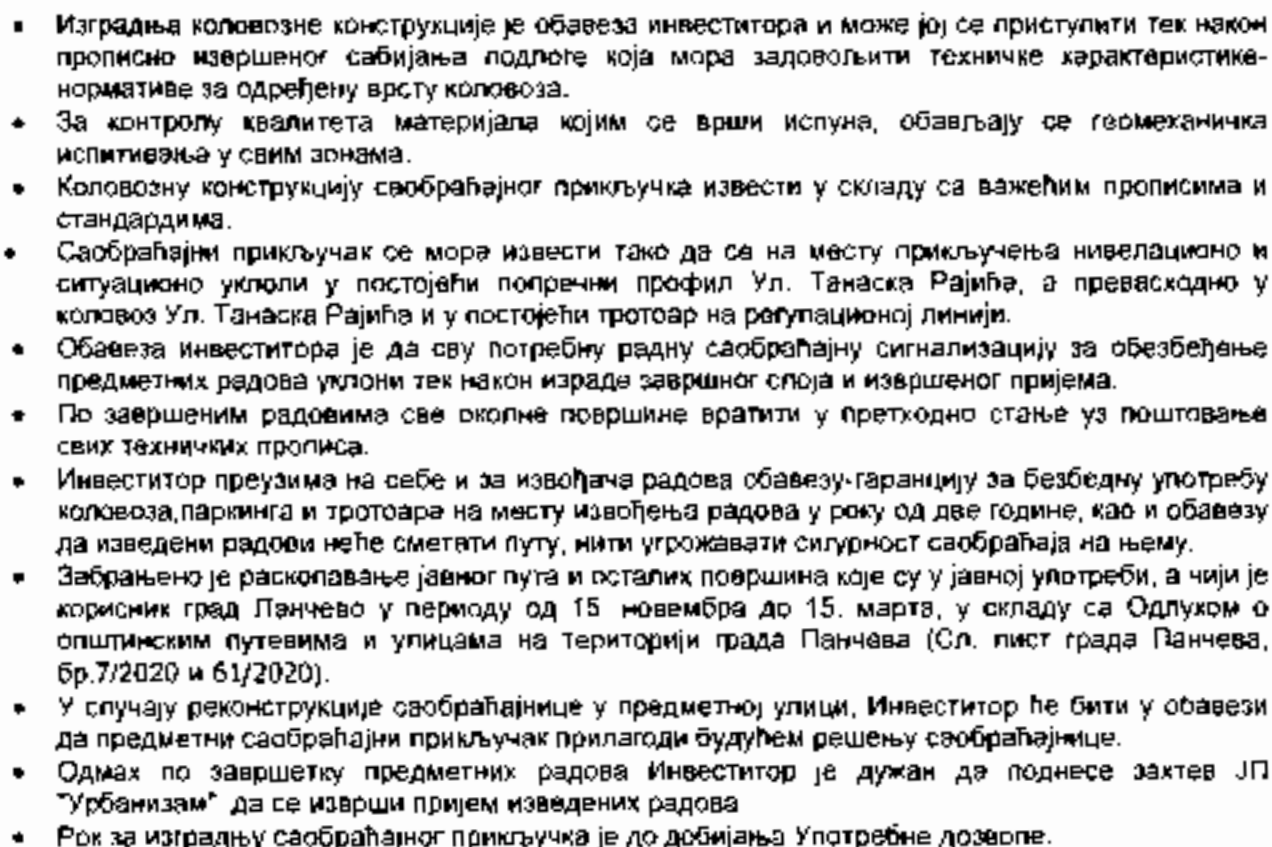 • Изградња коловозне конструкције је обавеза инвеститора и може јој се приступити тек након
прописно извршеног сабијања подлоге која мора задовољити техничке карактеристике-
нормативе за одређену врсту коловоза.
• За контролу квалитета материјала којим се врши испуна, обављају се геомеханичка
испитивања у свим зонама.
• Коловозну конструкцију саобраћајног прикључка извести у складу са важећим прописима и
стандардима.
• Саобраћајни прикључак се мора извести тако да се на месту прикључења нивелационо и
ситуационо уклопи у постојећи попречни профил Ул. Танаска Рајића, а превасходно у
коловоз Ул. Танаска Рајића и у постојећи тротоар на регулационој линији.
• Обавеза инвеститора је да сву потребну радну саобраћајну сигнализацију за обезбеђење
предметних радова уклони тек након израде завршног слоја и извршеног пријема.
• По завршеним радовима све околне површине вратити у претходно стање уз поштовање
свих техничких прописа.
• Инвеститор преузима на себе и за извођача радова обавезу-гаранцију за безбедну употребу
коловоза,паркинга и тротоара на месту извођења радова у року од две године, као и обавезу
да изведени радови неће сметати путу, нити угрожавати сигурност саобраћаја на њему.
• Забрањено је раскопавање јавног пута и осталих површина које су у јавној употреби, а чији је
корисник град Панчево у периоду од 15 новембра до 15. марта, у складу са Одлуком о
општинским путевима и улицама на територији града Панчева (Сл. лист града Панчева,
бр.7/2020 и 61/2020).
• У случају реконструкције саобраћајнице у предметној улици, Инвеститор ће бити у обавези
да предметни саобраћајни прикључак прилагоди будућем решењу саобраћајнице.
• Одмах по завршетку предметних радова Инвеститор је дужан да поднесе захтев ЈП
"Урбанизам" да се изврши пријем изведених радова
• Рок за изградњу саобраћајног прикључка је до добијања Употребне дозволе.